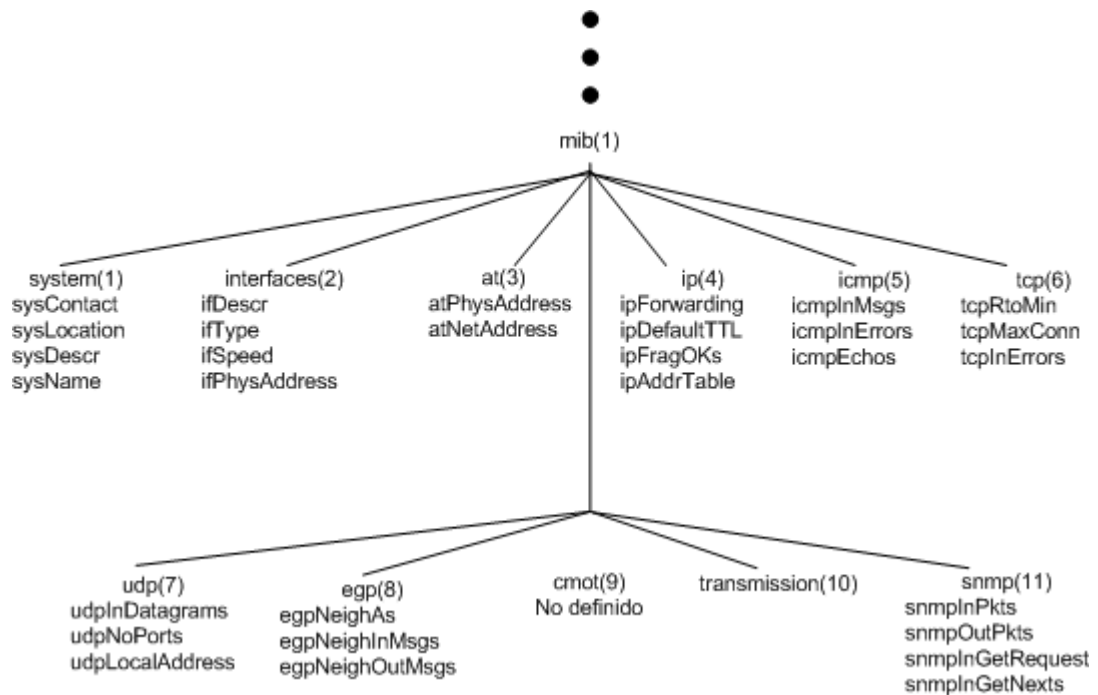 mib(1)
system(1)
sysContact
sysLocation
sysDescr
sysName
interfaces(2)
ifDescr
ifType
ifSpeed
ifPhysAddress
at(3)
atPhysAddress
atNetAddress
ip(4)
ipForwarding
ipDefaultTTL
ipFragOKs
ipAddrTable
icmp(5)
icmpInMsgs
icmpInErrors
icmpEchos
tcp(6)
tcpRtoMin
tcpMaxConn
tcpInErrors
udp(7)
udpInDatagrams
udpNoPorts
udpLocalAddress
egp(8)
egpNeighAs
egpNeighInMsgs
egpNeighOutMsgs
cmot(9)
No definido
transmission(10)
snmp(11)
snmpInPkts
snmpOutPkts
snmpInGetRequest
snmpInGetNexts